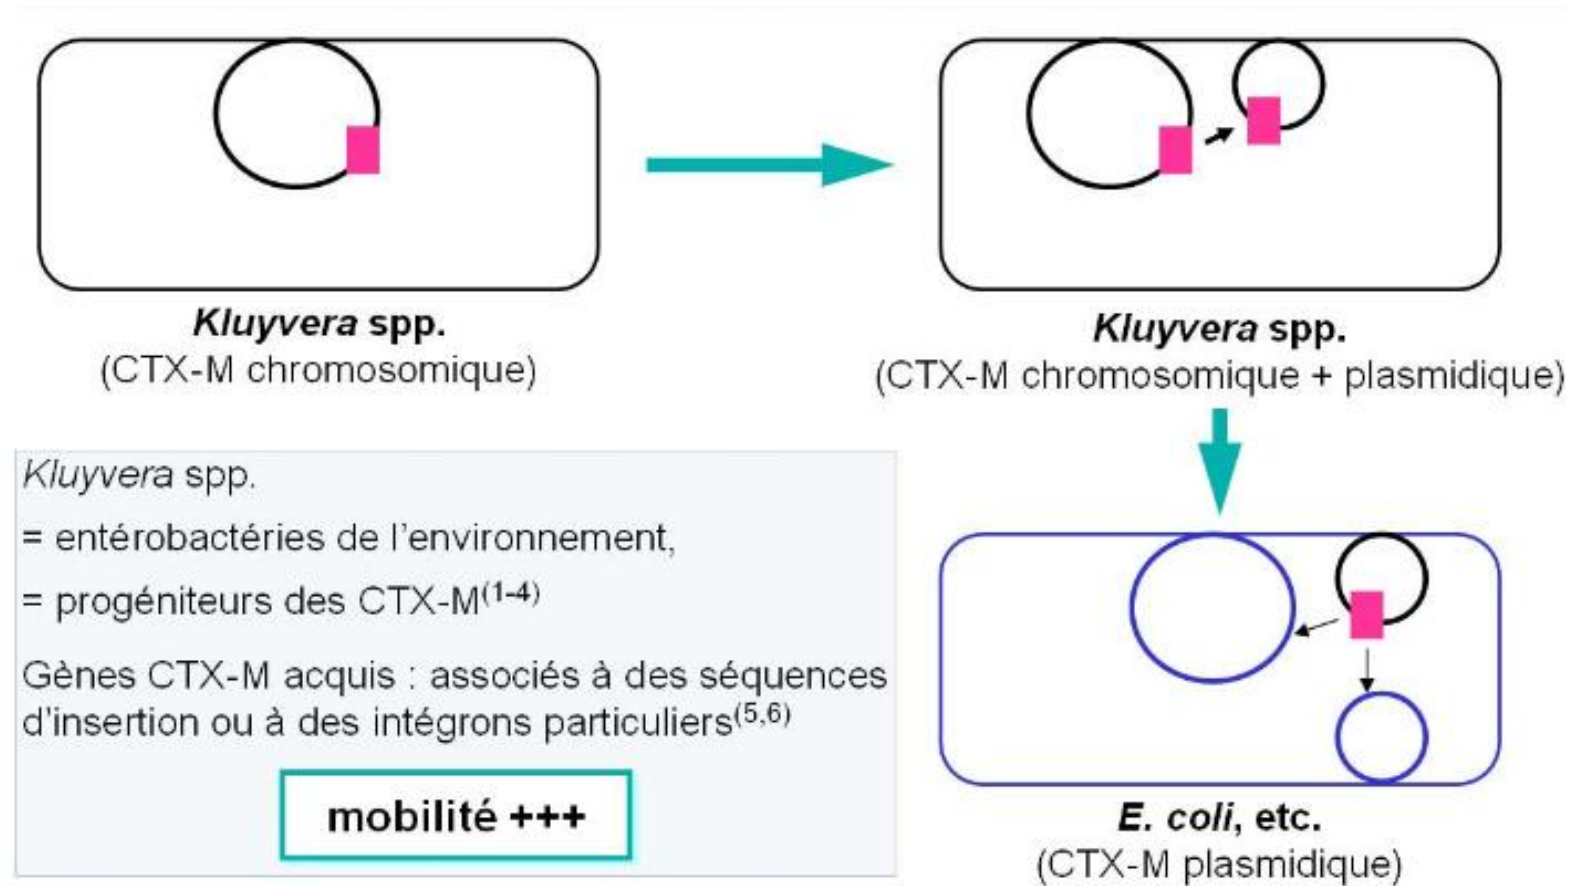 Kluyvera spp.
(CTX-M chromosomique)
Kluyvera spp.
(CTX-M chromosomique + plasmidique)
Kluyvera spp.
= entérobactéries de l'environnement,
= progéniteurs des CTX-M(1-4)
Gènes CTX-M acquis : associés à des séquences
d'insertion ou à des intégrons particuliers(5,6)
mobilité +++
E. coli, etc.
(CTX-M plasmidique)